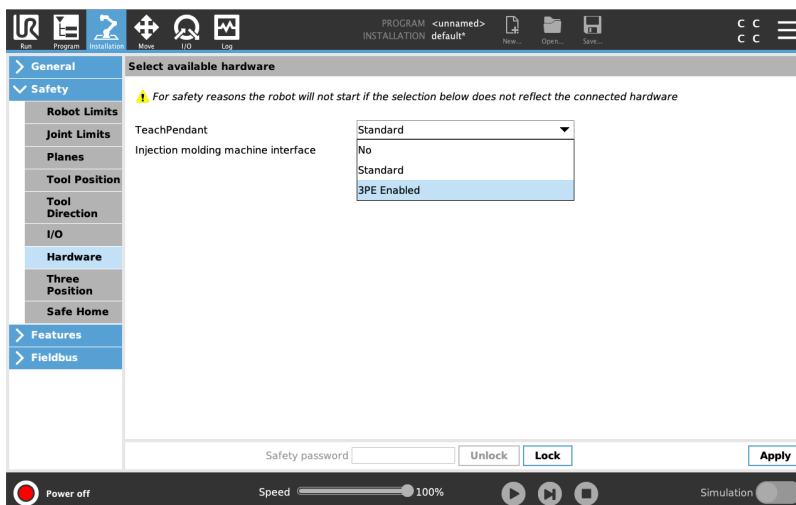 UR
Run
Program
Installation
Move
I/O
Log
PROGRAM <unnamed>
INSTALLATION default*
New...
Open...
Save...
C C
C C
General
Safety
Robot Limits
Joint Limits
Planes
Tool Position
Tool
Direction
I/O
Hardware
Three
Position
Safe Home
Features
Fieldbus
Select available hardware
For safety reasons the robot will not start if the selection below does not reflect the connected hardware
TeachPendant
Standard
Injection molding machine interface
No
Standard
3PE Enabled
Safety password
Unlock
Lock
Apply
Power off
Speed
100%
Simulation